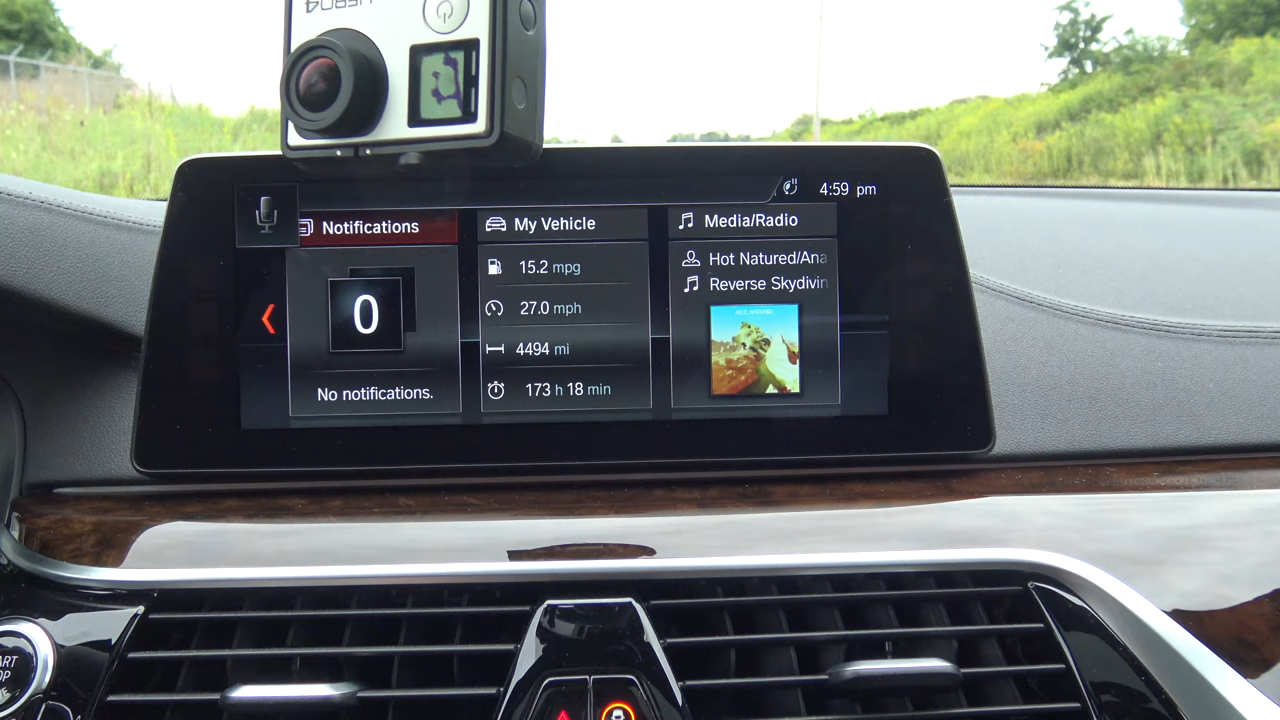 HERO4
4:59 pm
Notifications
0
No notifications.
My Vehicle
15.2 mpg
27.0 mph
4494 mi
173 h 18 min
Media/Radio
Hot Natured/Ana
Reverse Skydivin